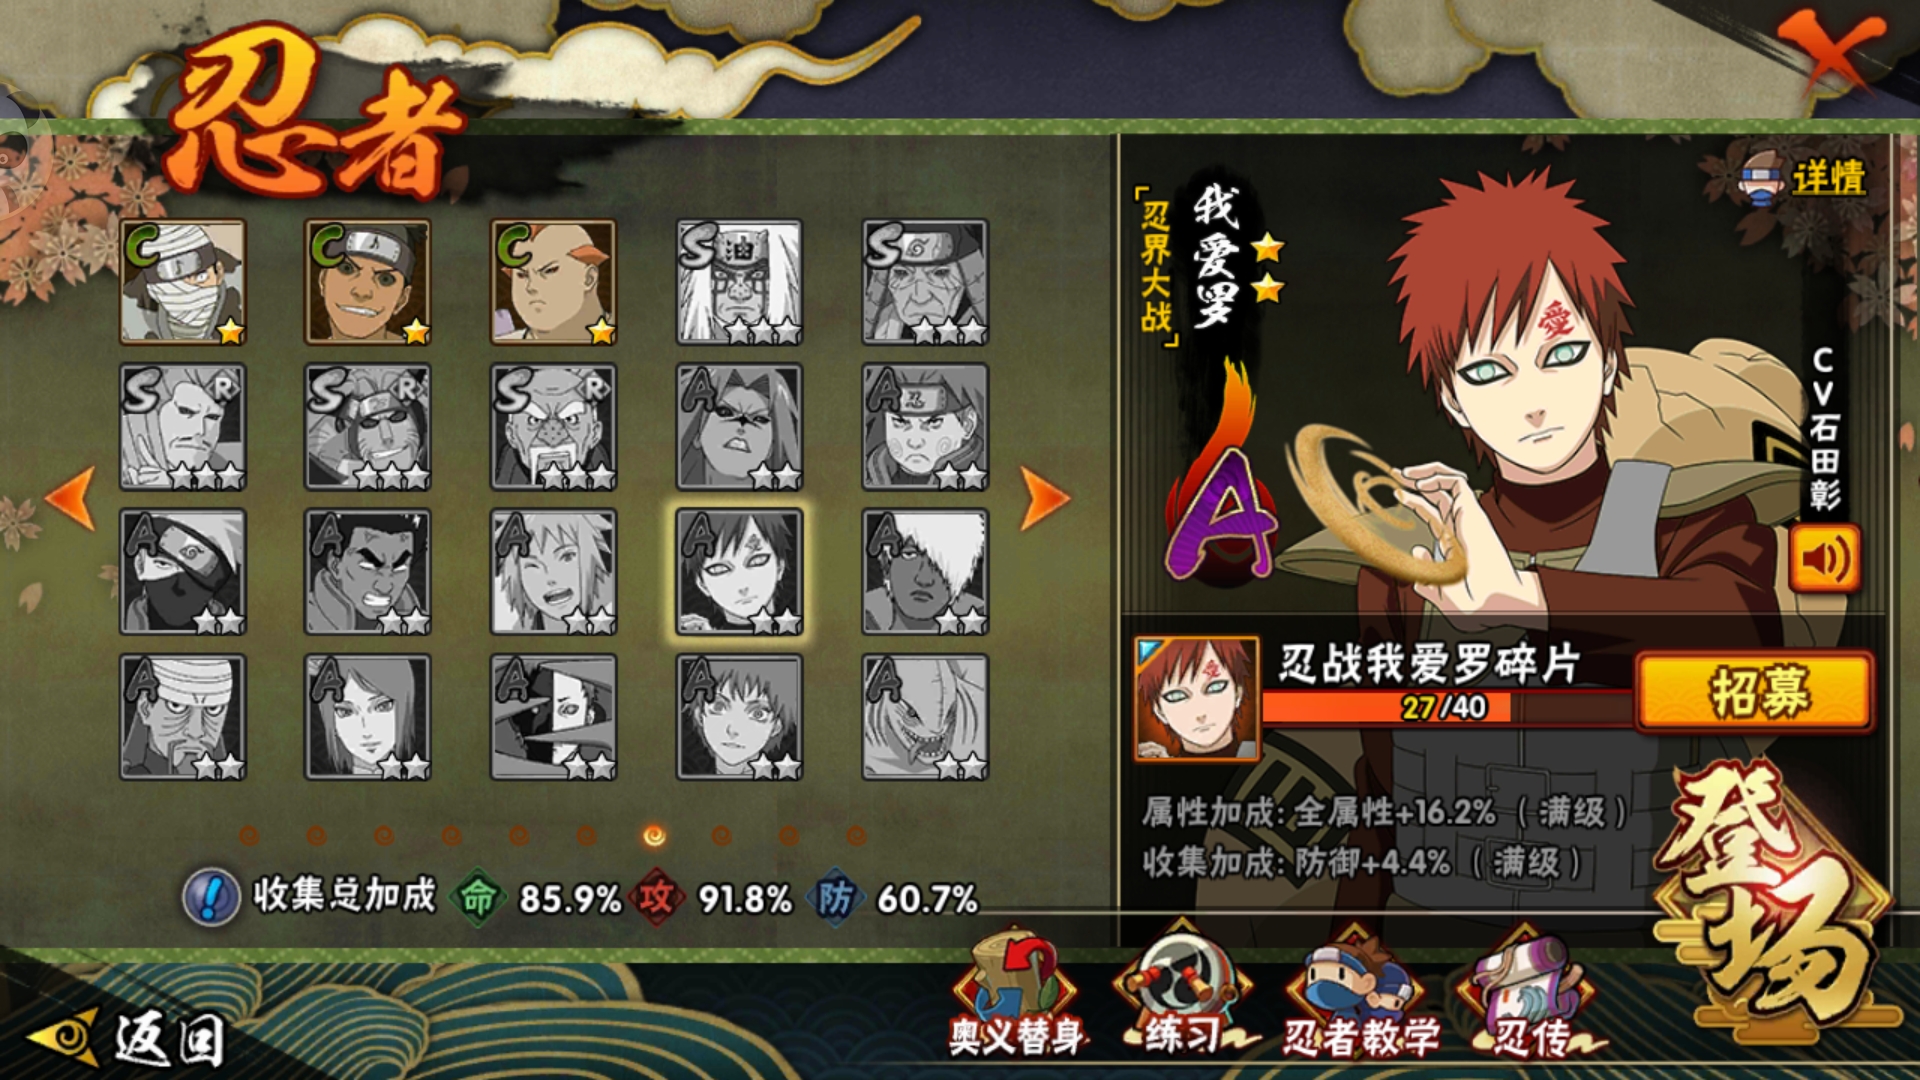 忍者
C
C
C
S
油
S
S
R
S
R
S
R
A
A
忍
A
A
A
A
A
A
A
A
A
A
收集总加成
命
85.9%
攻
91.8%
防
60.7%
返回
「忍界大战」
我爱罗
A
愛
详情
CV石田彰
忍战我爱罗碎片
27/40
招募
属性加成: 全属性+16.2% ( 满级 )
收集加成: 防御+4.4% ( 满级 )
登场
奥义替身
练习
忍者教学
忍传